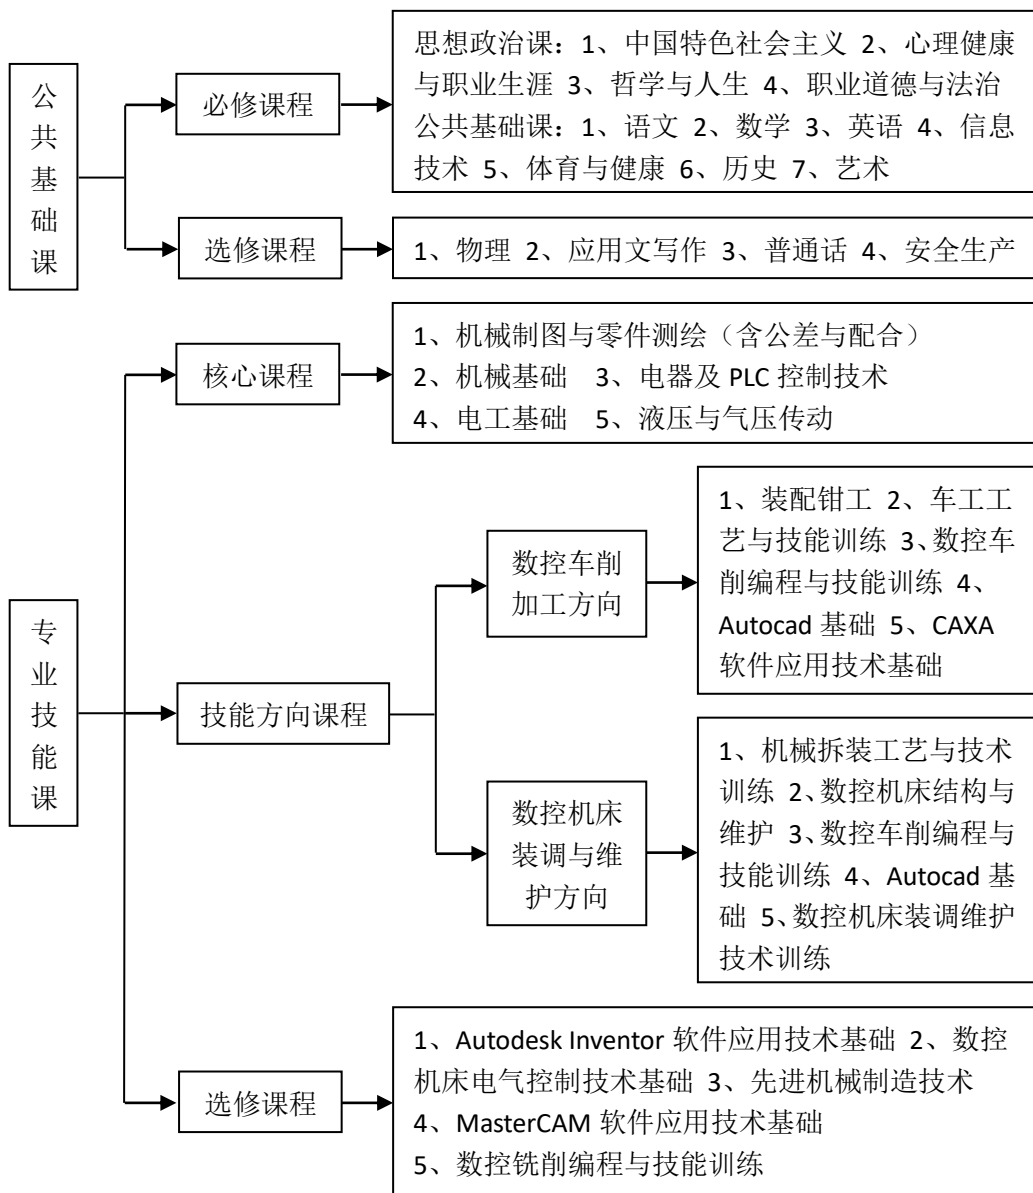 公共基础课
必修课程
思想政治课：1、中国特色社会主义 2、心理健康
与职业生涯 3、哲学与人生 4、职业道德与法治
公共基础课：1、语文 2、数学 3、英语 4、信息
技术 5、体育与健康 6、历史 7、艺术
选修课程
1、物理 2、应用文写作 3、普通话 4、安全生产
专业技能课
核心课程
1、机械制图与零件测绘（含公差与配合）
2、机械基础 3、电器及 PLC 控制技术
4、电工基础 5、液压与气压传动
技能方向课程
数控车削
加工方向
1、装配钳工 2、车工工
艺与技能训练 3、数控车
削编程与技能训练 4、
Autocad 基础 5、CAXA
软件应用技术基础
数控机床
装调与维
护方向
1、机械拆装工艺与技术
训练 2、数控机床结构与
维护 3、数控车削编程与
技能训练 4、Autocad 基
础 5、数控机床装调维护
技术训练
选修课程
1、Autodesk Inventor 软件应用技术基础 2、数控
机床电气控制技术基础 3、先进机械制造技术
4、MasterCAM 软件应用技术基础
5、数控铣削编程与技能训练